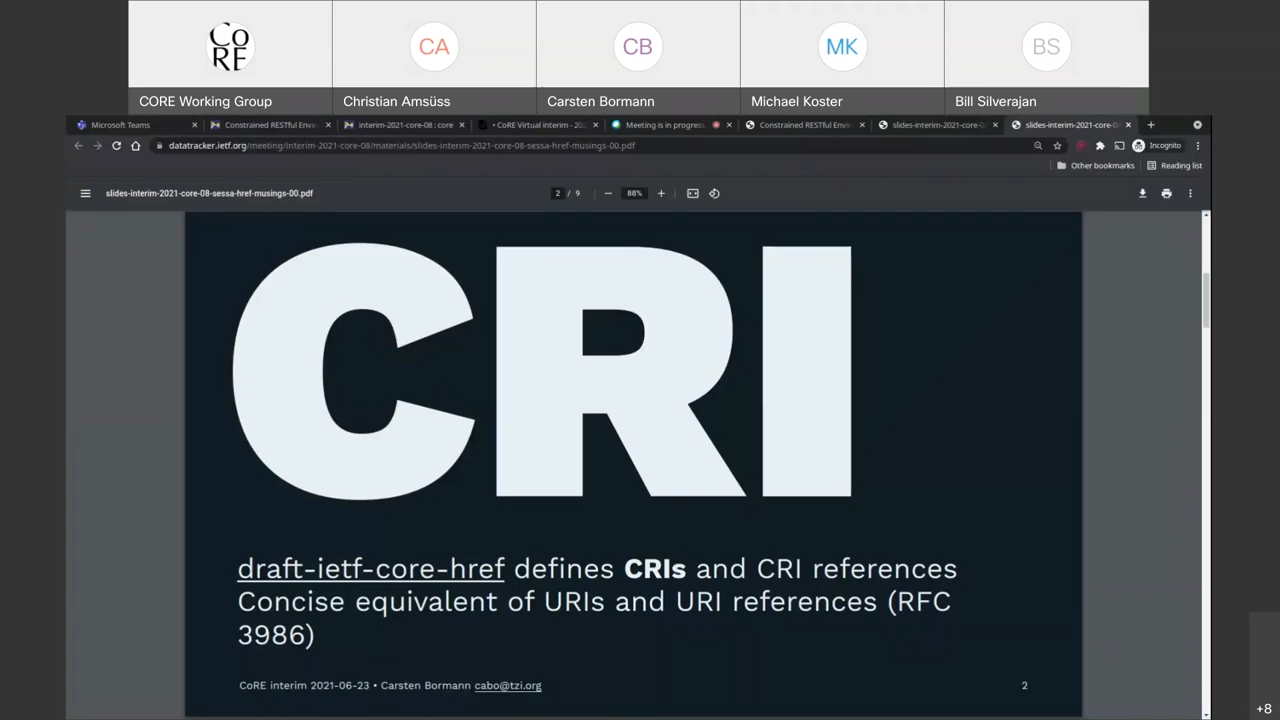 CoRE
CA
CB
MK
BS
CORE Working Group
Christian Amsüss
Carsten Bormann
Michael Koster
Bill Silverajan
Microsoft Teams
Constrained RESTful Envir
interim-2021-core-08 : core
• CoRE Virtual interim - 202
Meeting is in progress
Constrained RESTful Envi
slides-interim-2021-core-0
slides-interim-2021-core-0
datatracker.ietf.org/meeting/interim-2021-core-08/materials/slides-interim-2021-core-08-sessa-href-musings-00.pdf
Incognito
Other bookmarks
Reading list
slides-interim-2021-core-08-sessa-href-musings-00.pdf
2 / 9
88%
CRI
draft-ietf-core-href defines CRIs and CRI references
Concise equivalent of URIs and URI references (RFC
3986)
CoRE interim 2021-06-23 • Carsten Bormann cabo@tzi.org
2
+8